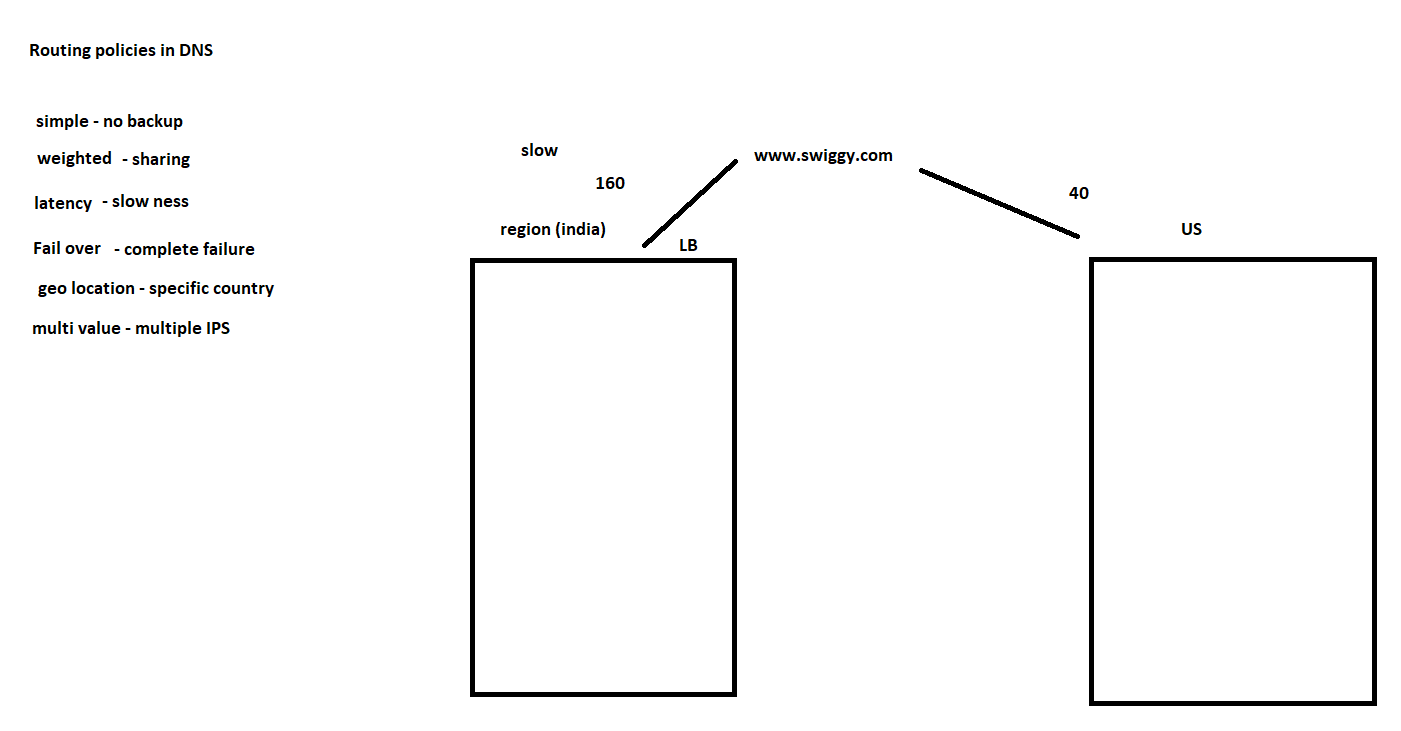 Routing policies in DNS
simple - no backup
weighted - sharing
latency - slow ness
Fail over - complete failure
geo location - specific country
multi value - multiple IPS
slow
www.swiggy.com
160
40
region (india)
US
LB